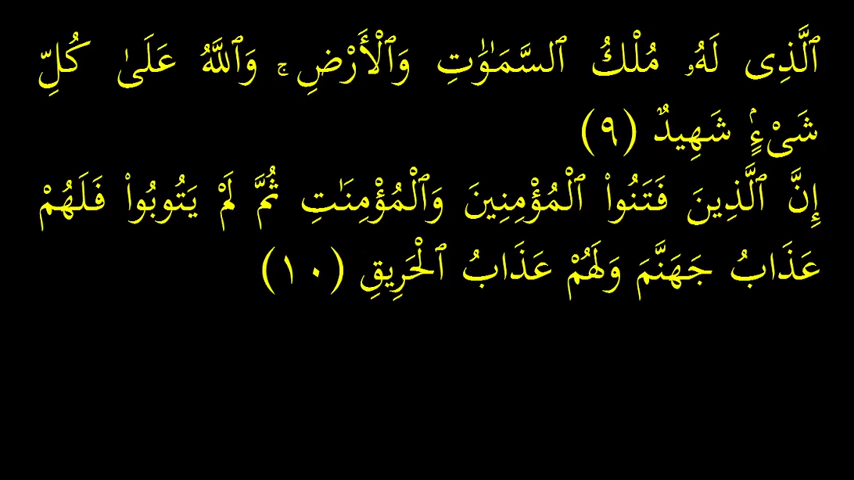 ٱلَّذِى لَهُۥ مُلْكُ ٱلسَّمَـٰوَٰتِ وَٱلْأَرْضِ ۚ وَٱللَّهُ عَلَىٰ كُلِّ
شَىْءٍۢ شَهِيدٌ (٩)
إِنَّ ٱلَّذِينَ فَتَنُوا۟ ٱلْمُؤْمِنِينَ وَٱلْمُؤْمِنَـٰتِ ثُمَّ لَمْ يَتُوبُوا۟ فَلَهُمْ
عَذَابُ جَهَنَّمَ وَلَهُمْ عَذَابُ ٱلْحَرِيقِ (١٠)